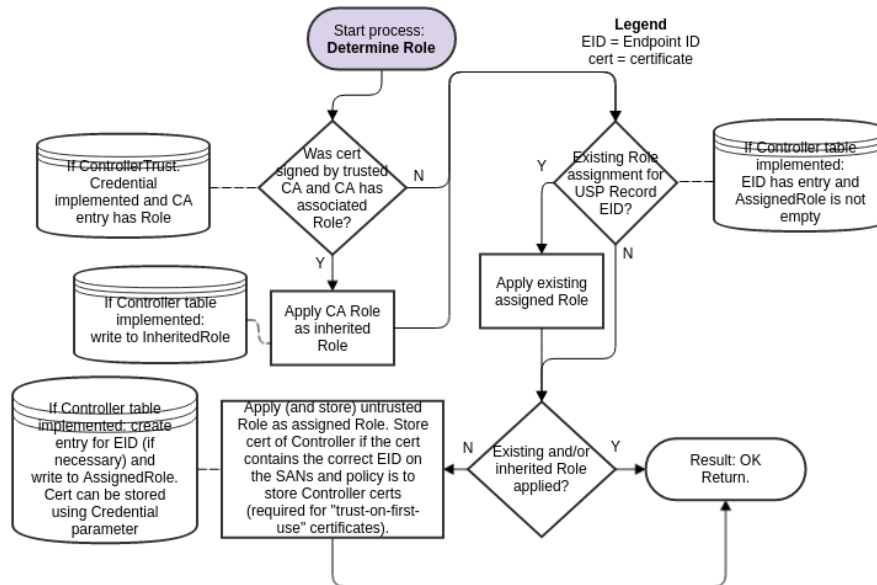 Start process:
Determine Role
Legend
EID = Endpoint ID
cert = certificate
If ControllerTrust.
Credential
implemented and CA
entry has Role
Was cert
signed by trusted
CA and CA has
associated
Role?
N
Y
Existing Role
assignment for
USP Record
EID?
Y
N
If Controller table
implemented:
EID has entry and
AssignedRole is not
empty
If Controller table
implemented:
write to InheritedRole
Apply CA Role
as inherited
Role
Apply existing
assigned Role
If Controller table
implemented: create
entry for EID (if
necessary) and
write to AssignedRole.
Cert can be stored
using Credential
parameter
Apply (and store) untrusted
Role as assigned Role. Store
cert of Controller if the cert
contains the correct EID on
the SANs and policy is to
store Controller certs
(required for "trust-on-first-
use" certificates).
N
Existing and/or
inherited Role
applied?
Y
Result: OK
Return.